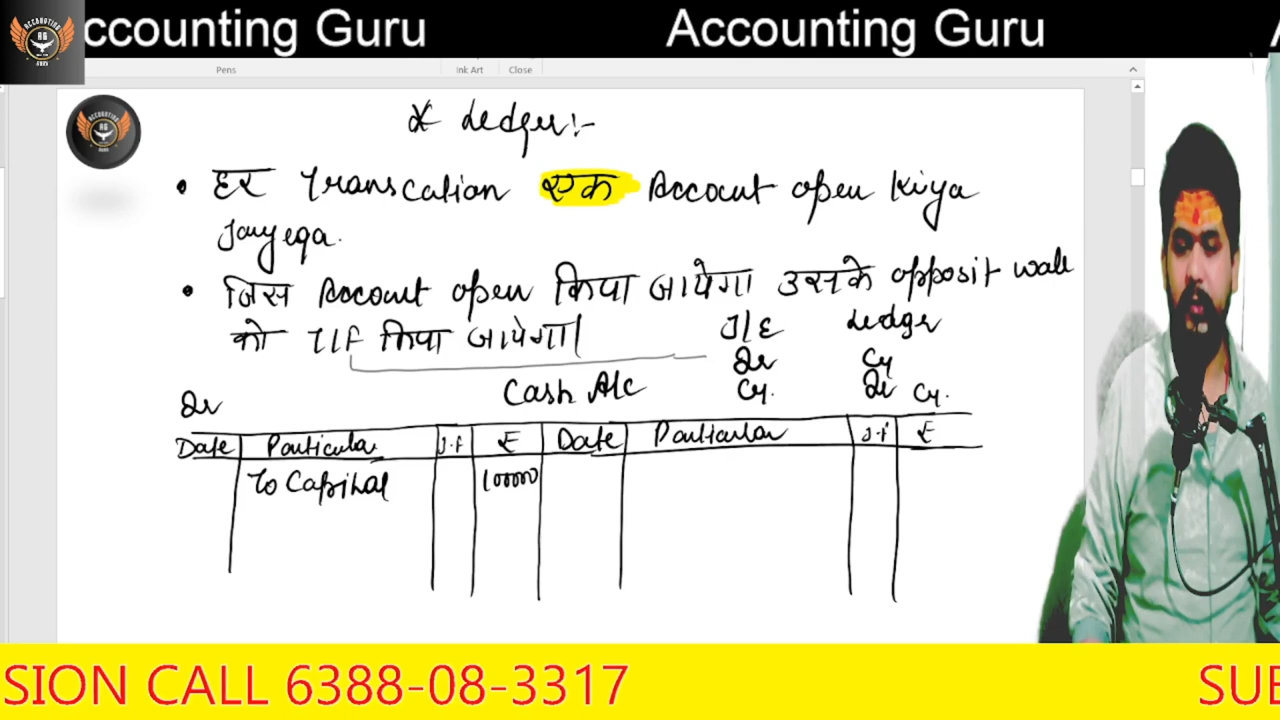 ccounting Guru Accounting Guru A
Pens Ink Art Close
* Ledger:-
• हर Transcation एक Account open Kiya
Jayega.
• जिस Account open किया जायेगा उसके opposit wale
को T/F किया जायेगा|
J/E Ledger
Dr Cr
Cr. Dr
Dr Cash A/c Cr.
Date Particular J.F ₹ Date Particular J.F ₹
To Capital 100000
SION CALL 6388-08-3317 SUB